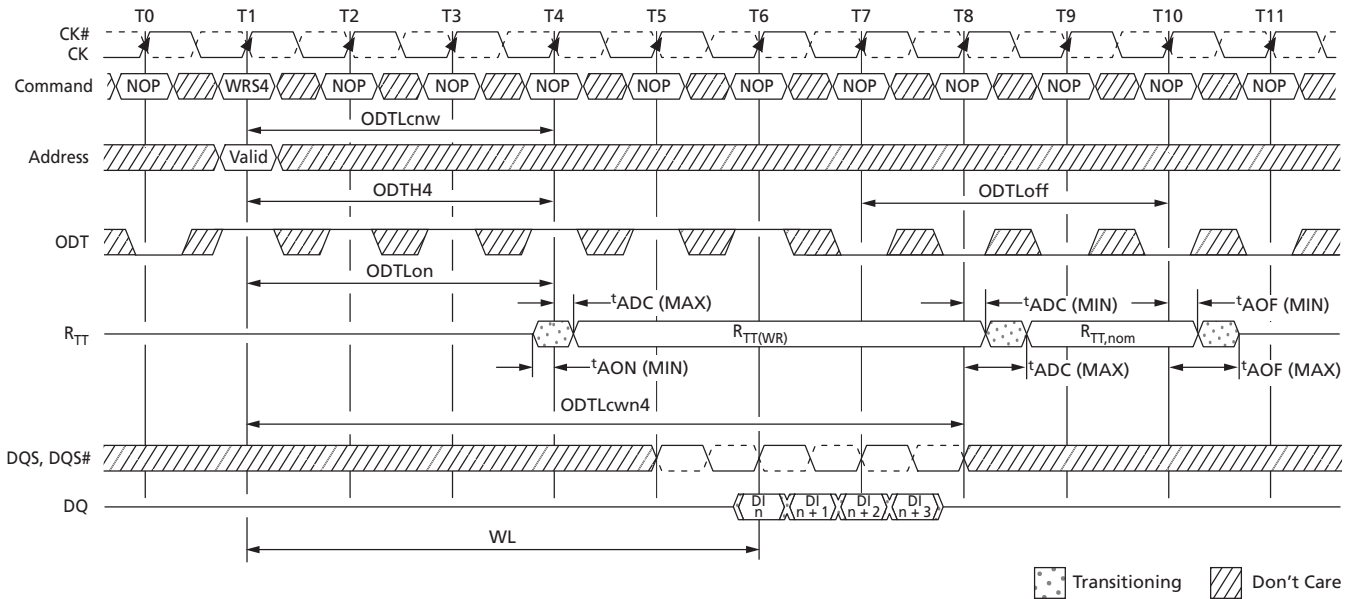 T0 T1 T2 T3 T4 T5 T6 T7 T8 T9 T10 T11
CK#
CK
Command NOP WRS4 NOP NOP NOP NOP NOP NOP NOP NOP NOP NOP
ODTLcnw
Address Valid
ODTH4 ODTLoff
ODT
ODTLon
tADC (MAX) tADC (MIN) tAOF (MIN)
RTT RTT(WR) RTT,nom
tAON (MIN) tADC (MAX) tAOF (MAX)
ODTLcwn4
DQS, DQS#
DQ DI n DI n + 1 DI n + 2 DI n + 3
WL
Transitioning Don't Care